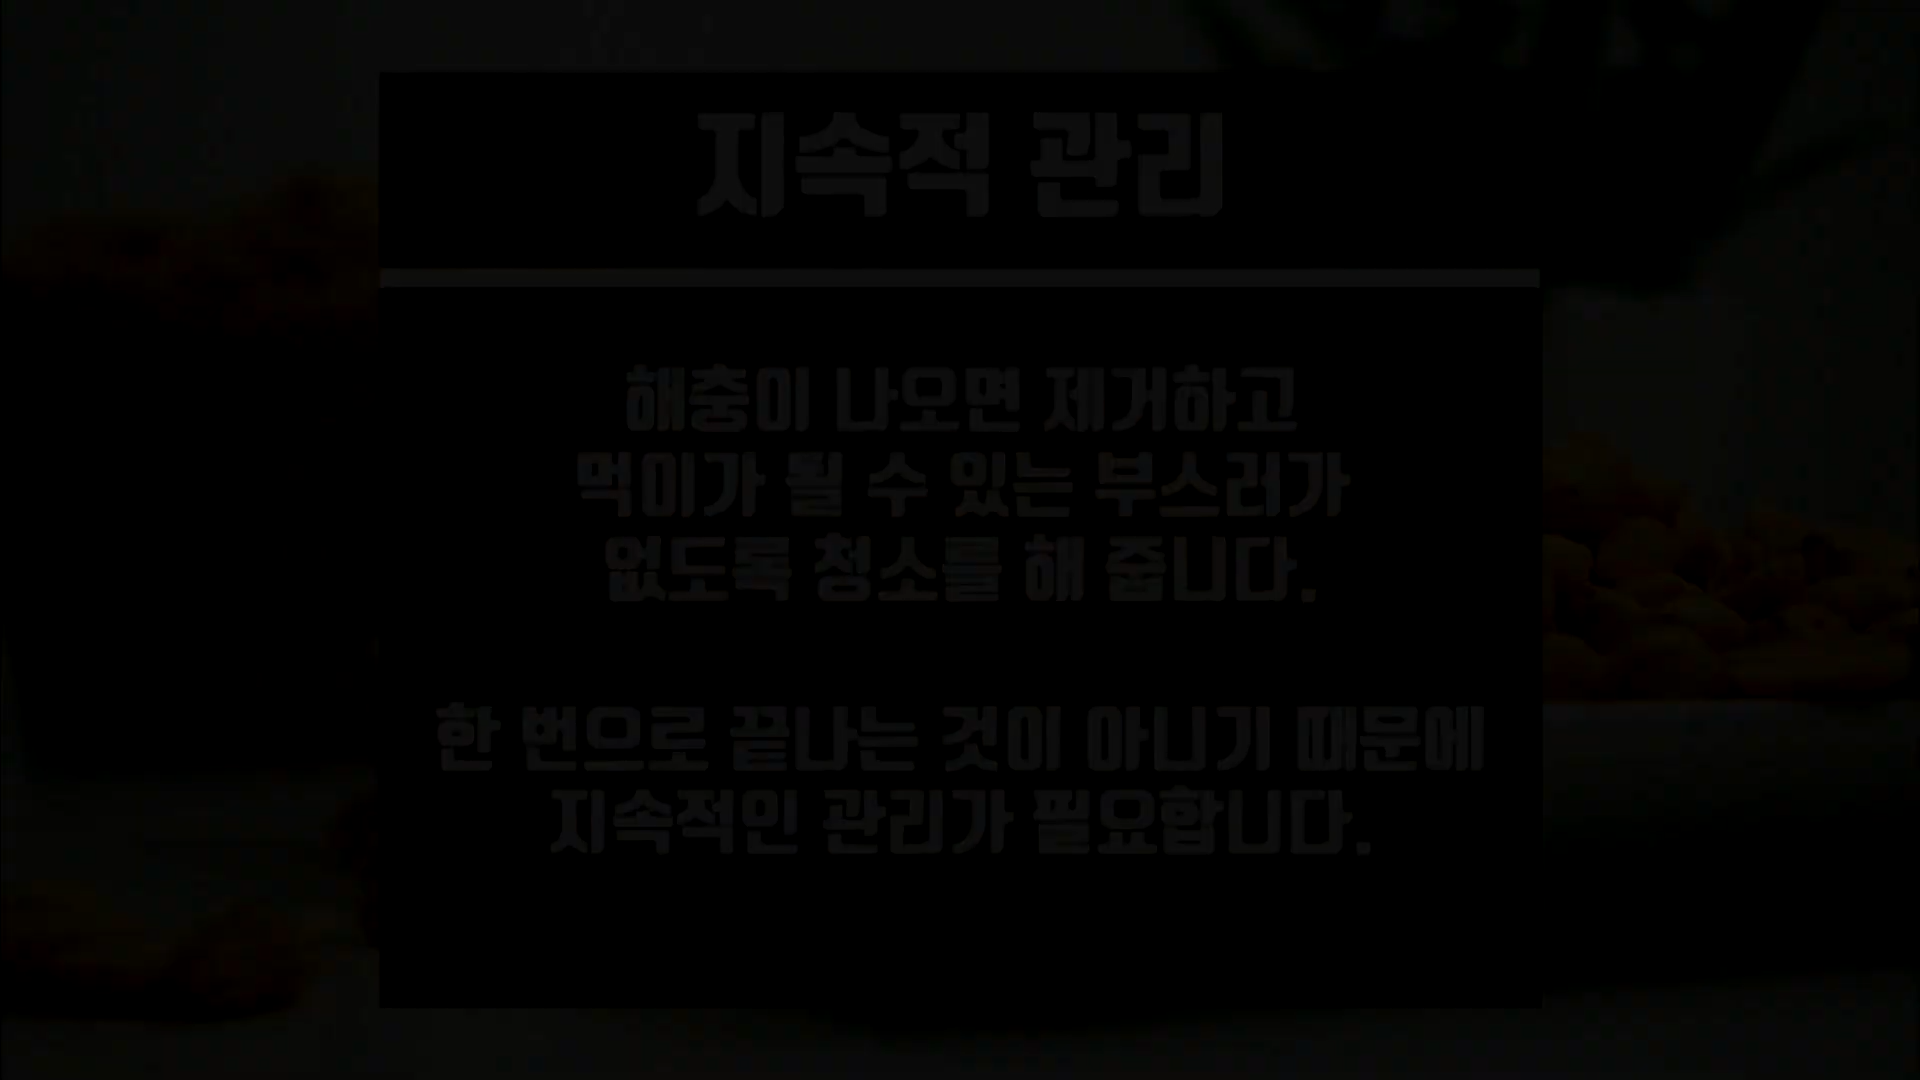 지속적 관리
해충이 나오면 제거하고
먹이가 될 수 있는 부스러가
없도록 청소를 해 줍니다.
한 번으로 끝나는 것이 아니기 때문에
지속적인 관리가 필요합니다.